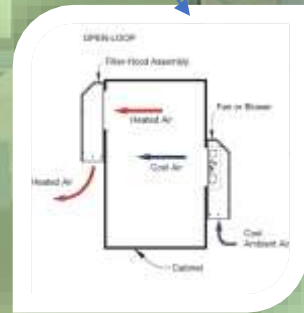 OPEN-LOOP
Filter-Hood Assembly
Fan or Blower
Heated Air
Cool Air
Heated Air
Cool
Ambient Air
Cabinet